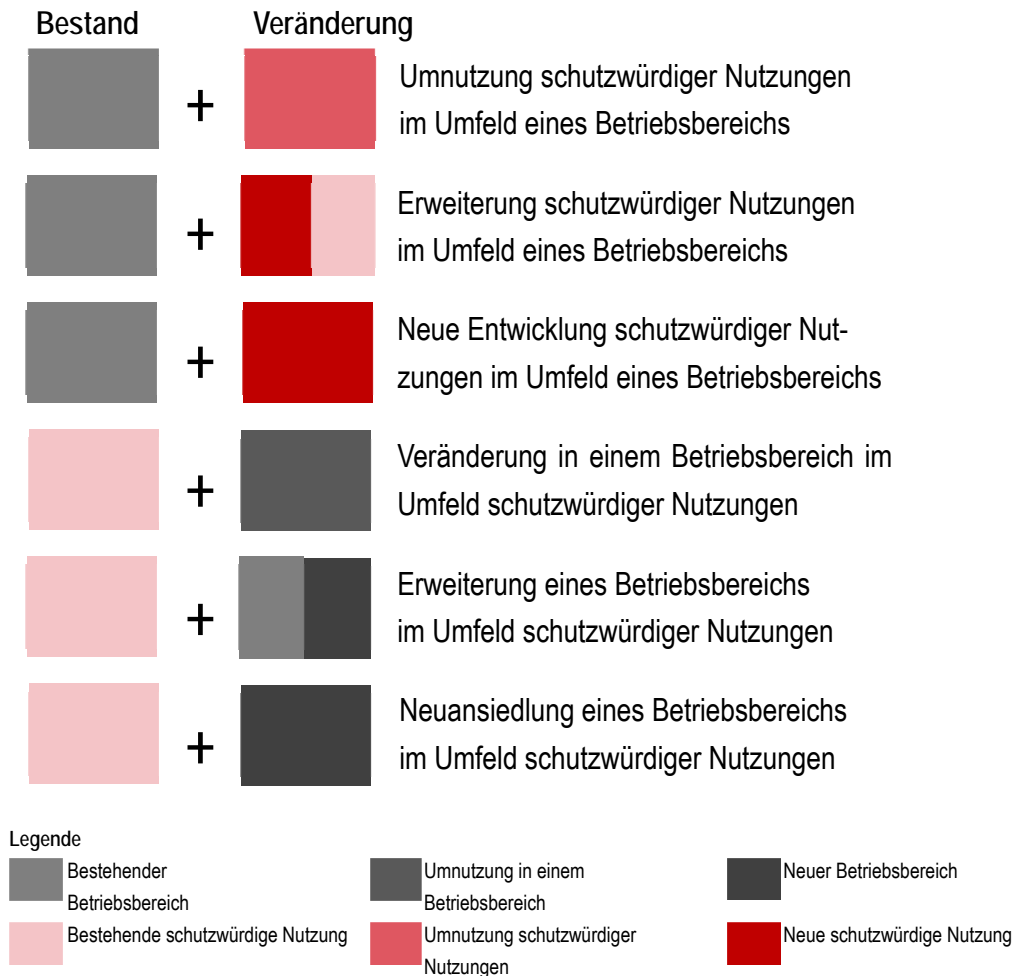 Bestand Veränderung
+ Umnutzung schutzwürdiger Nutzungen
im Umfeld eines Betriebsbereichs
+ Erweiterung schutzwürdiger Nutzungen
im Umfeld eines Betriebsbereichs
+ Neue Entwicklung schutzwürdiger Nut-
zungen im Umfeld eines Betriebsbereichs
+ Veränderung in einem Betriebsbereich im
Umfeld schutzwürdiger Nutzungen
+ Erweiterung eines Betriebsbereichs
im Umfeld schutzwürdiger Nutzungen
+ Neuansiedlung eines Betriebsbereichs
im Umfeld schutzwürdiger Nutzungen
Legende
Bestehender
Betriebsbereich
Umnutzung in einem
Betriebsbereich
Neuer Betriebsbereich
Bestehende schutzwürdige Nutzung
Umnutzung schutzwürdiger
Nutzungen
Neue schutzwürdige Nutzung